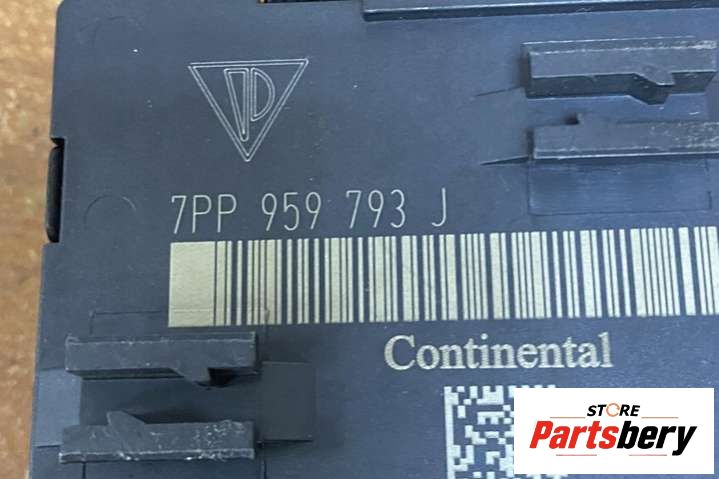 7PP 959 793 J
Continental
STORE
Partsbery